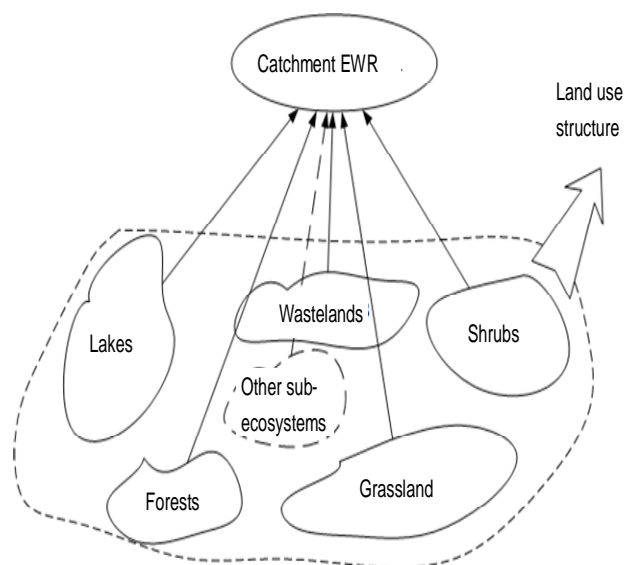 Catchment EWR
Land use
structure
Wastelands
Shrubs
Lakes
Other sub-
ecosystems
Grassland
Forests